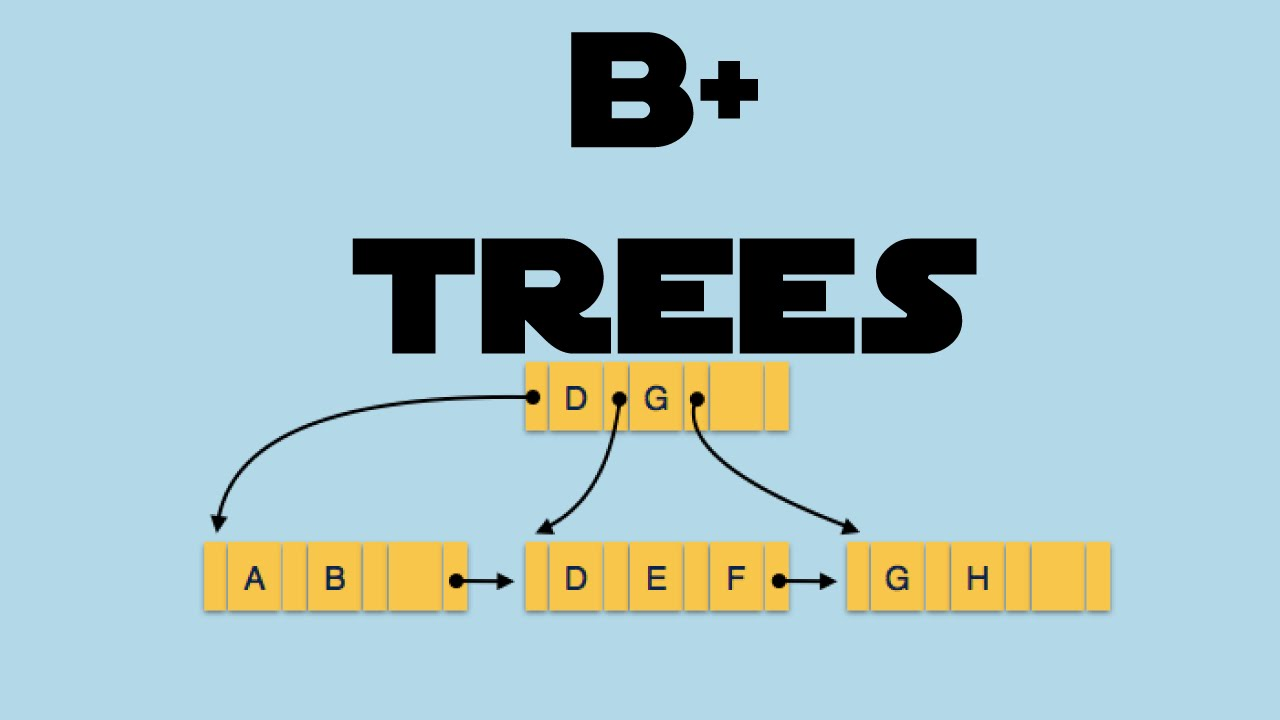 B+
TREES
D G
A B D E F G H